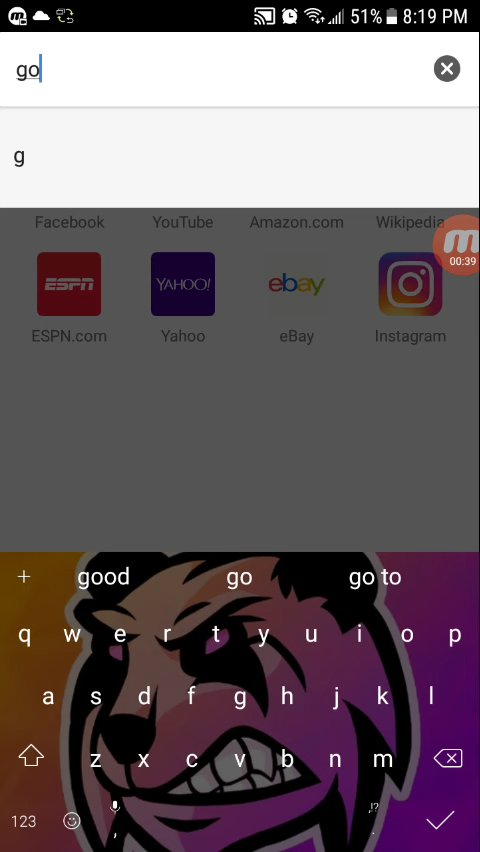 51% 8:19 PM
go
g
Facebook YouTube Amazon.com Wikipedia
m
00:39
ESPN YAHOO! ebay
ESPN.com Yahoo eBay Instagram
+ good go go to
q w e r t y u i o p
a s d f g h j k l
z x c v b n m
123 , ,!? .